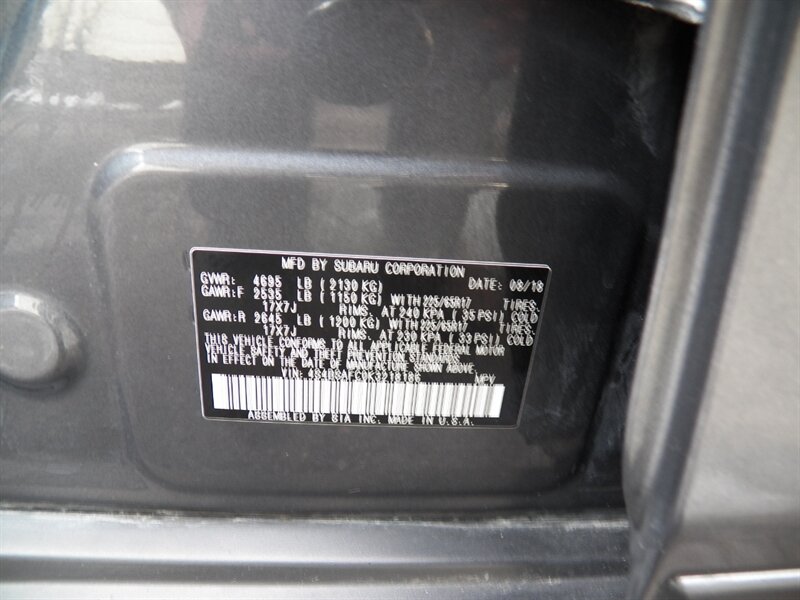 MFD BY SUBARU CORPORATION
GVWR: 4695 LB ( 2130 KG) DATE: 08/18
GAWR:F 2535 LB ( 1150 KG) WITH 225/65R17 TIRES.
17X7J RIMS. AT 240 KPA ( 35 PSI) COLD
GAWR:R 2645 LB ( 1200 KG) WITH 225/65R17 TIRES.
17X7J RIMS. AT 230 KPA ( 33 PSI) COLD
THIS VEHICLE CONFORMS TO ALL APPLICABLE FEDERAL MOTOR
VEHICLE SAFETY AND THEFT PREVENTION STANDARDS
IN EFFECT ON THE DATE OF MANUFACTURE SHOWN ABOVE.
VIN: MPV
ASSEMBLED BY SIA INC. MADE IN U.S.A.